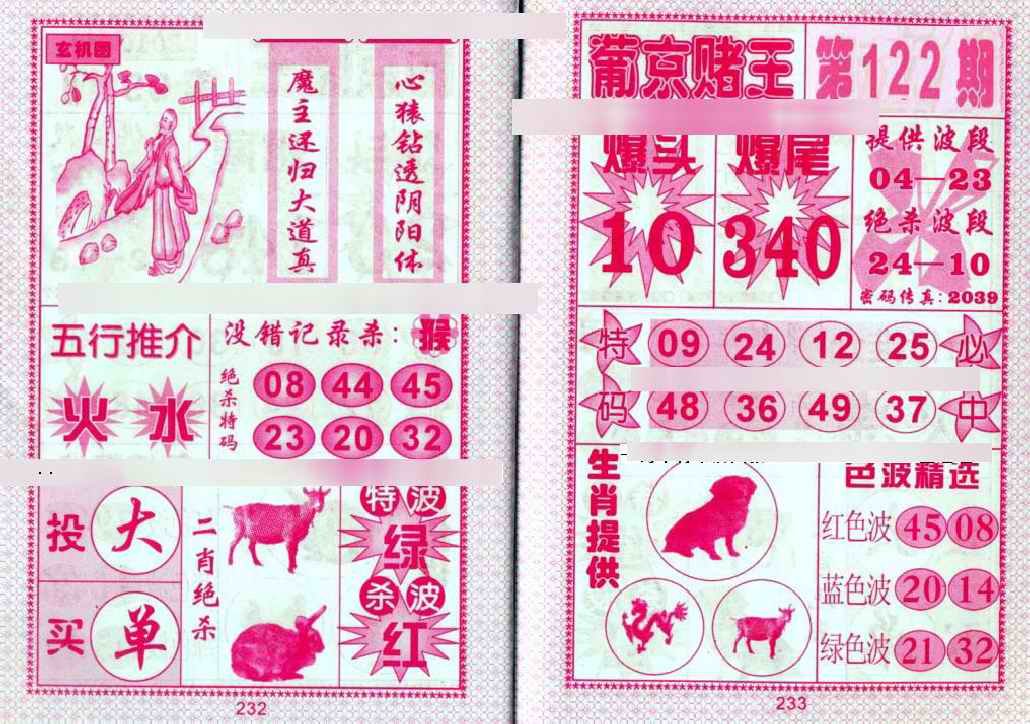 玄机图
魔主还归大道真
心猿钻透阴阳体
五行推介
火 水
没错记录杀：猴
绝杀特码
08 44 45
23 20 32
投 大
买 单
二肖绝杀
特波
绿
杀波
红
232
葡京赌王
第122期
爆头
10
爆尾
340
提供波段
04—23
绝杀波段
24—10
密码传真：2039
特码
09 24 12 25
48 36 49 37
必中
生肖提供
色波精选
红色波 45 08
蓝色波 20 14
绿色波 21 32
233